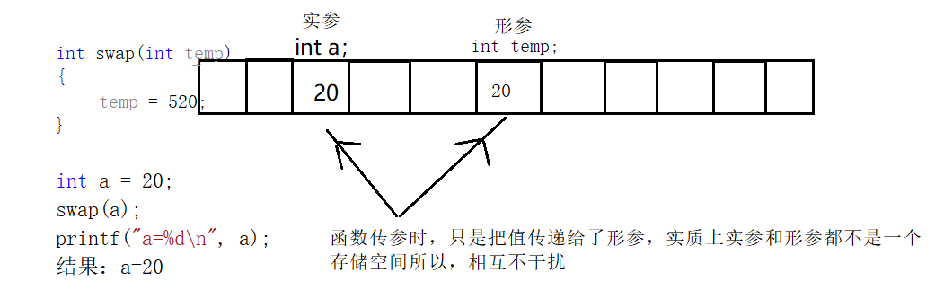 实参
形参
int a;
int temp;
int swap(int temp)
{
20
20
temp = 520;
}
int a = 20;
swap(a);
printf("a=%d\n", a);
函数传参时，只是把值传递给了形参，实质上实参和形参都不是一个
存储空间所以，相互不干扰
结果：a-20